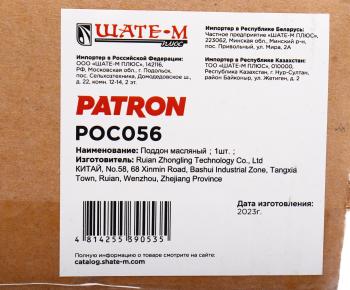 ШАТЕ-М
ПЛЮС
Импортер в Республике Беларусь:
Частное предприятие «ШАТЕ-М ПЛЮС»,
223062, Минская обл., Минский р-н,
пос. Привольный, ул. Мира, 2А
Импортер в Российской Федерации:
ООО «ШАТЕ-М ПЛЮС», 142116,
РФ, Московская обл., г. Подольск,
пос. Сельхозтехника, Домодедовское ш.,
д. 22, комн. 12-14, 2 эт.
Импортер в Республике Казахстан:
ТОО «ШАТЕ-М ПЛЮС», 010000,
Республика Казахстан, г. Нур-Султан,
район Байконыр, ул. Жетиген, д. 2
PATRON
POC056
Наименование: Поддон масляный ; 1шт. ;
Изготовитель: Ruian Zhongling Technology Co., Ltd
КИТАЙ, No.58, 68 Xinmin Road, Bashui Industrial Zone, Tangxia
Town, Ruian, Wenzhou, Zhejiang Province
Дата изготовления:
2023г.
4 814255 390535
Полную информацию о товаре смотрите на сайте:
catalog.shate-m.com